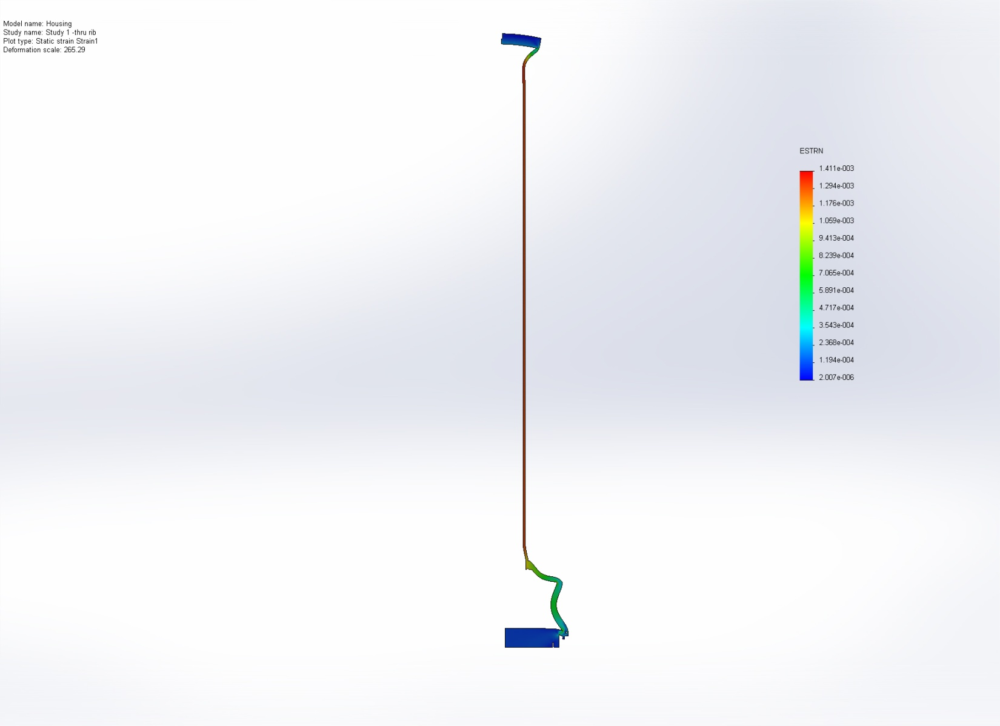 Model name: Housing
Study name: Study 1 -thru rib
Plot type: Static strain Strain1
Deformation scale: 265.29
ESTRN
1.411e-003
1.294e-003
1.176e-003
1.059e-003
9.413e-004
8.239e-004
7.065e-004
5.891e-004
4.717e-004
3.543e-004
2.368e-004
1.194e-004
2.007e-006